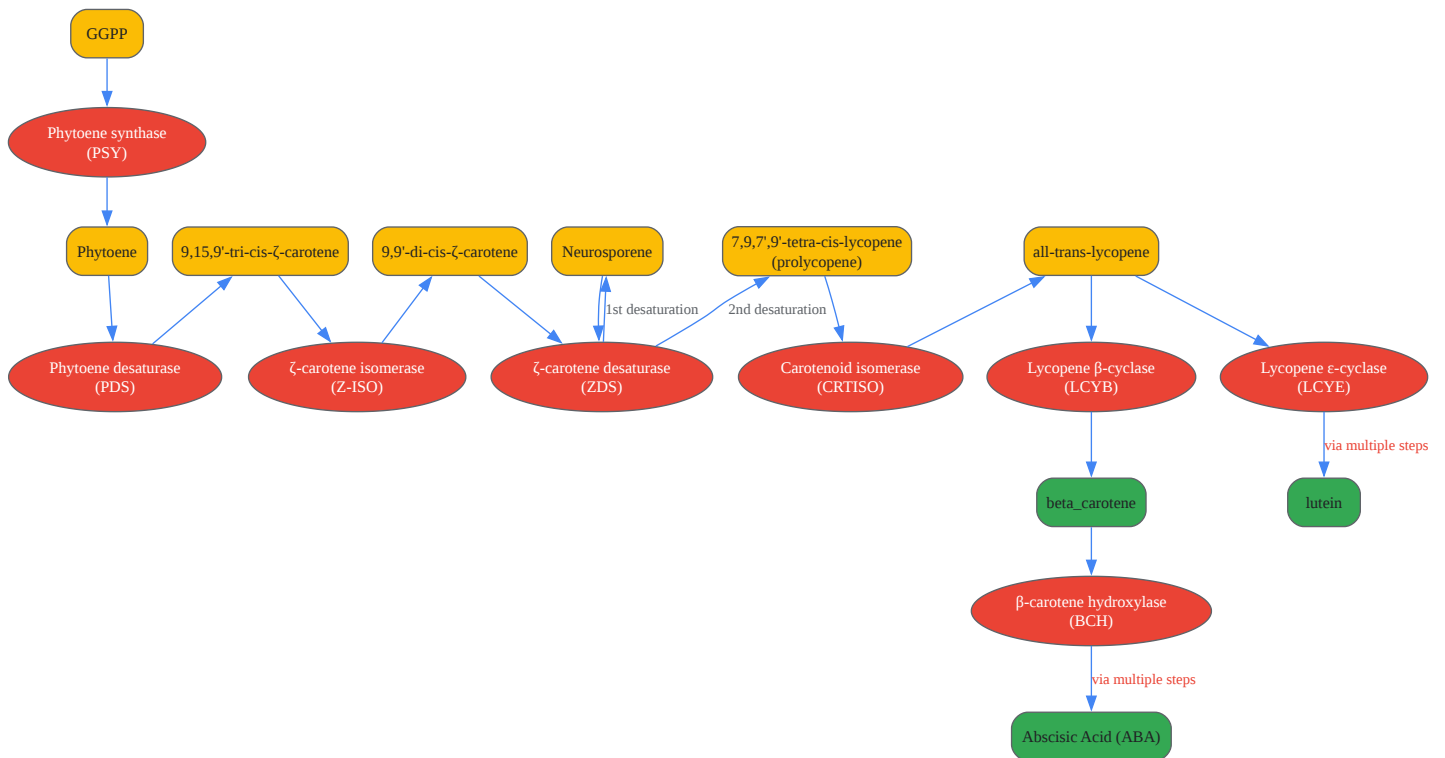 GGPP
Phytoene synthase
(PSY)
Phytoene
9,15,9'-tri-cis-ζ-carotene
9,9'-di-cis-ζ-carotene
Neurosporene
7,9,7',9'-tetra-cis-lycopene
(prolycopene)
all-trans-lycopene
1st desaturation
2nd desaturation
Phytoene desaturase
(PDS)
ζ-carotene isomerase
(Z-ISO)
ζ-carotene desaturase
(ZDS)
Carotenoid isomerase
(CRTISO)
Lycopene β-cyclase
(LCYB)
Lycopene ε-cyclase
(LCYE)
via multiple steps
beta_carotene
lutein
β-carotene hydroxylase
(BCH)
via multiple steps
Abscisic Acid (ABA)